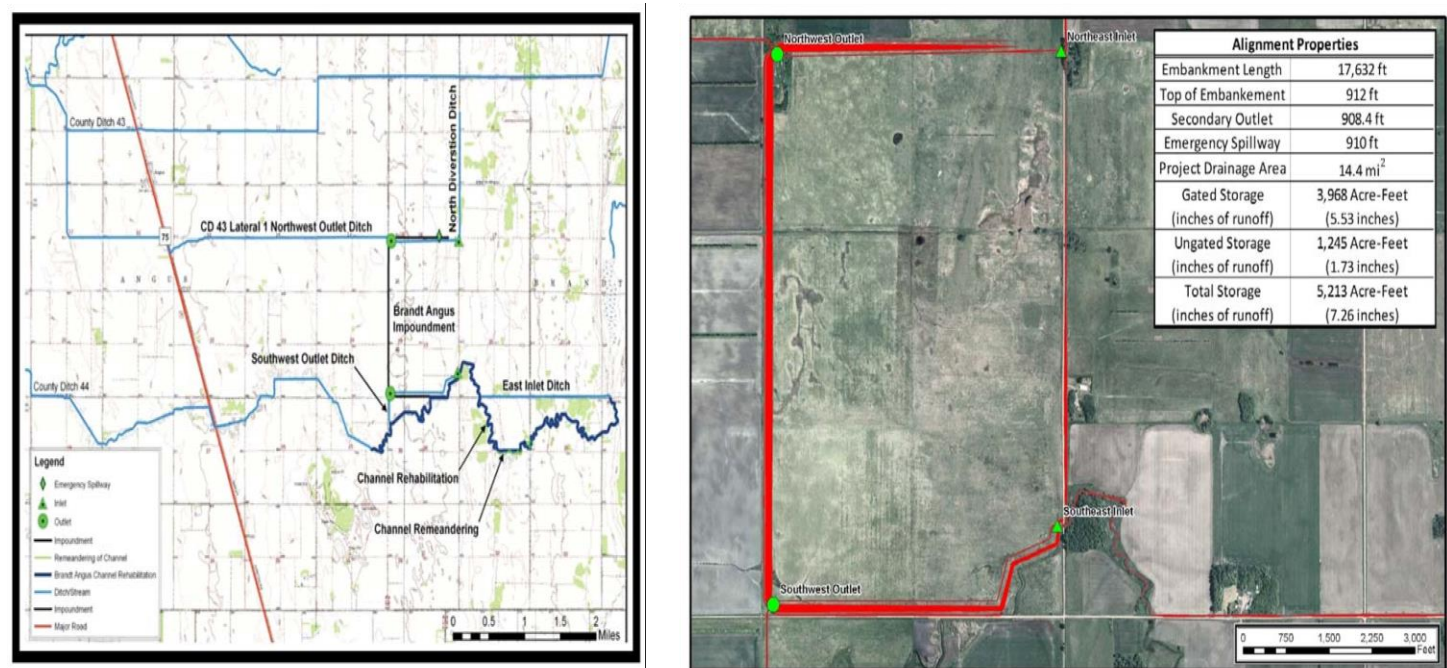 County Ditch 43
North Diverstion Ditch
CD 43 Lateral 1 Northwest Outlet Ditch
75
A N G U S
B R A N D T
Brandt Angus
Impoundment
Southwest Outlet Ditch
County Ditch 44
East Inlet Ditch
Channel Rehabilitation
Channel Remeandering
Legend
Emergency Spillway
Inlet
Outlet
Impoundment
Remeandering of Channel
Brandt Angus Channel Rehabilitation
Ditch/Stream
Impoundment
Major Road
0 0.5 1 1.5 2
Miles
Northwest Outlet
Northeast Inlet
Alignment Properties
Embankment Length 17,632 ft
Top of Embankement 912 ft
Secondary Outlet 908.4 ft
Emergency Spillway 910 ft
Project Drainage Area 14.4 mi²
Gated Storage 3,968 Acre-Feet
(inches of runoff) (5.53 inches)
Ungated Storage 1,245 Acre-Feet
(inches of runoff) (1.73 inches)
Total Storage 5,213 Acre-Feet
(inches of runoff) (7.26 inches)
Southeast Inlet
Southwest Outlet
0 750 1,500 2,250 3,000
Feet